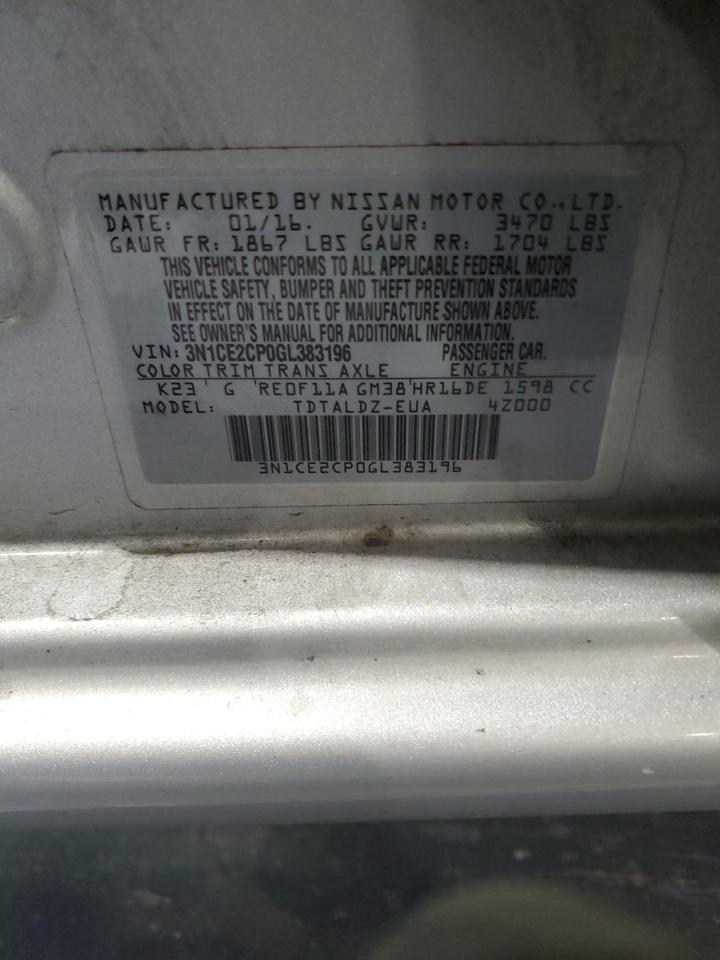 MANUFACTURED BY NISSAN MOTOR CO.,LTD.
DATE: 01/16. GVWR: 3470 LBS
GAWR FR: 1867 LBS GAWR RR: 1704 LBS
THIS VEHICLE CONFORMS TO ALL APPLICABLE FEDERAL MOTOR
VEHICLE SAFETY, BUMPER AND THEFT PREVENTION STANDARDS
IN EFFECT ON THE DATE OF MANUFACTURE SHOWN ABOVE.
SEE OWNER'S MANUAL FOR ADDITIONAL INFORMATION.
VIN: 3N1CE2CP0GL383196 PASSENGER CAR.
COLOR TRIM TRANS AXLE ENGINE
K23 ' G 'RE0F11A GM38'HR16DE 1598 CC
MODEL: TDTALDZ-EUA 4Z000
3N1CE2CP0GL383196